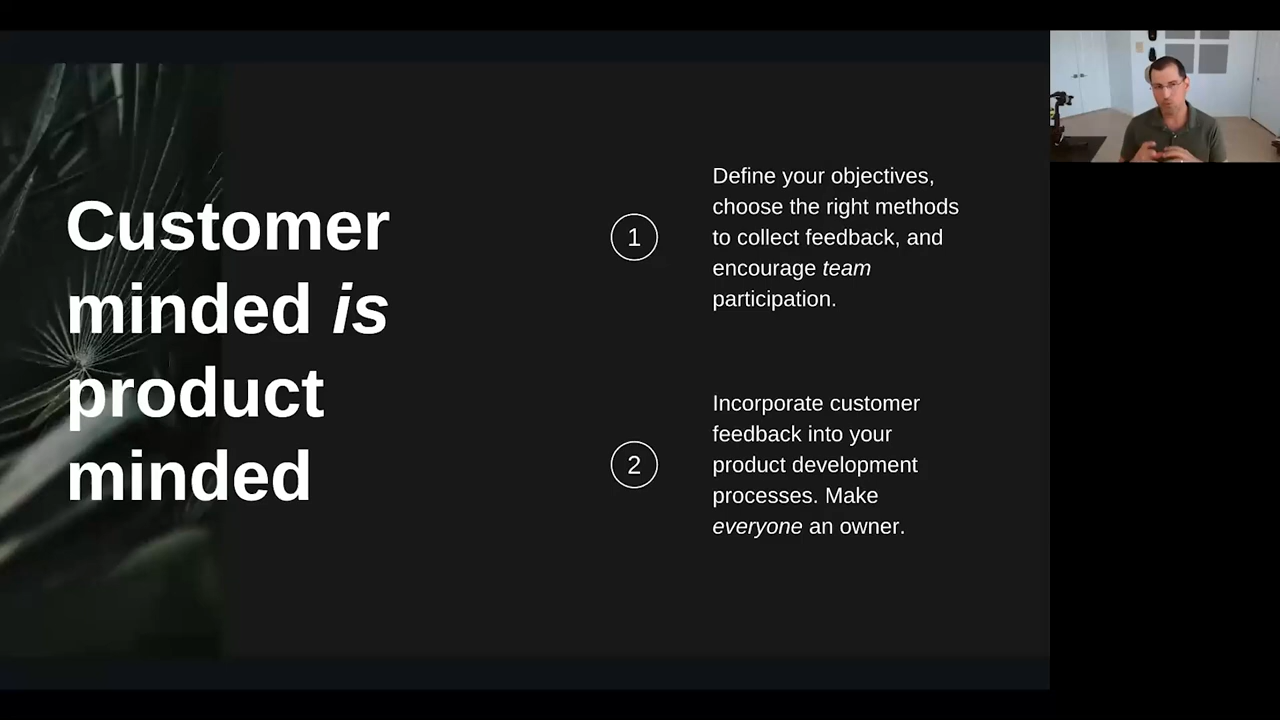 Customer
minded is
product
minded
1
Define your objectives,
choose the right methods
to collect feedback, and
encourage team
participation.
2
Incorporate customer
feedback into your
product development
processes. Make
everyone an owner.